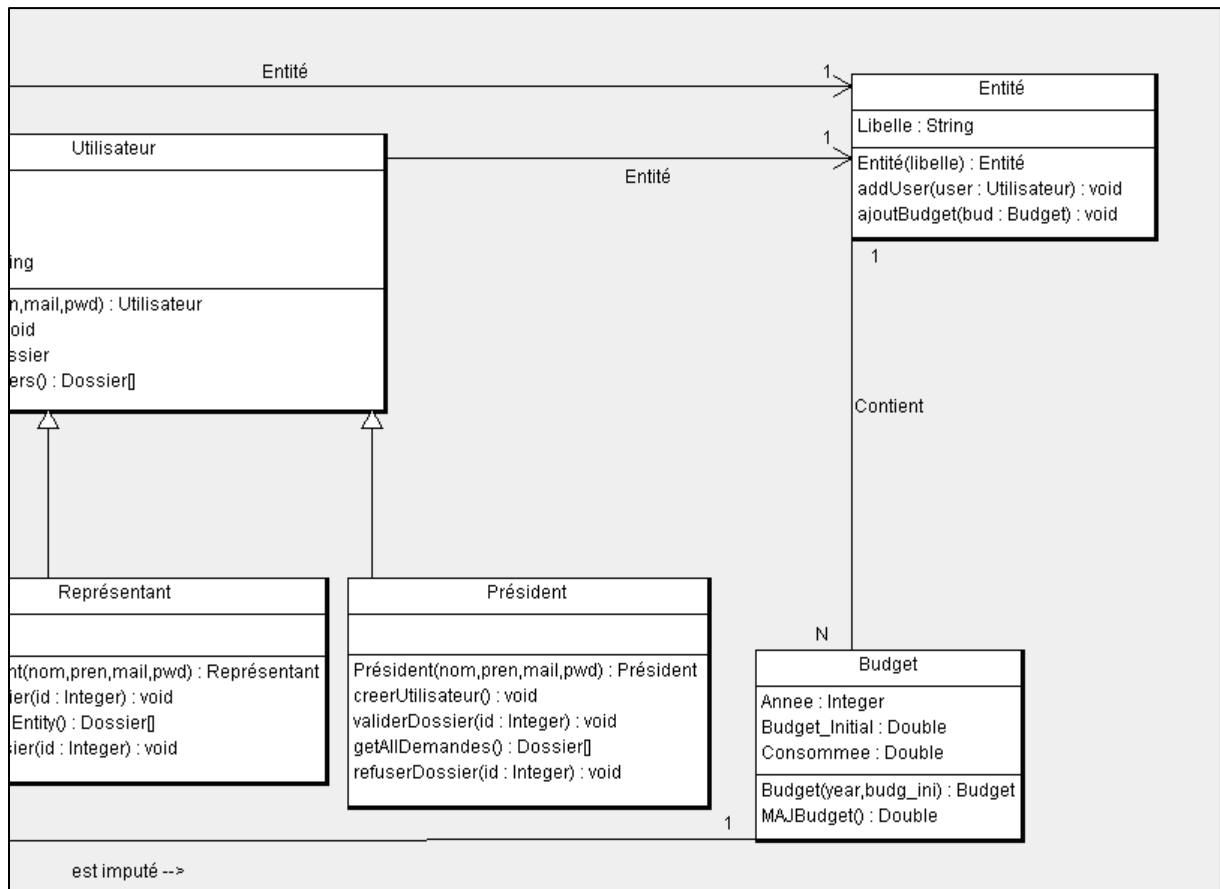 Entité
1
Entité
Libelle : String
Entité(libelle) : Entité
addUser(user : Utilisateur) : void
ajoutBudget(bud : Budget) : void
Utilisateur
1
Entité
ing
n,mail,pwd) : Utilisateur
oid
ssier
ers() : Dossier[]
1
Contient
N
Représentant
nt(nom,pren,mail,pwd) : Représentant
ier(id : Integer) : void
Entity() : Dossier[]
sier(id : Integer) : void
Président
Président(nom,pren,mail,pwd) : Président
creerUtilisateur() : void
validerDossier(id : Integer) : void
getAllDemandes() : Dossier[]
refuserDossier(id : Integer) : void
Budget
Annee : Integer
Budget_Initial : Double
Consommee : Double
Budget(year,budg_ini) : Budget
MAJBudget() : Double
1
est imputé -->